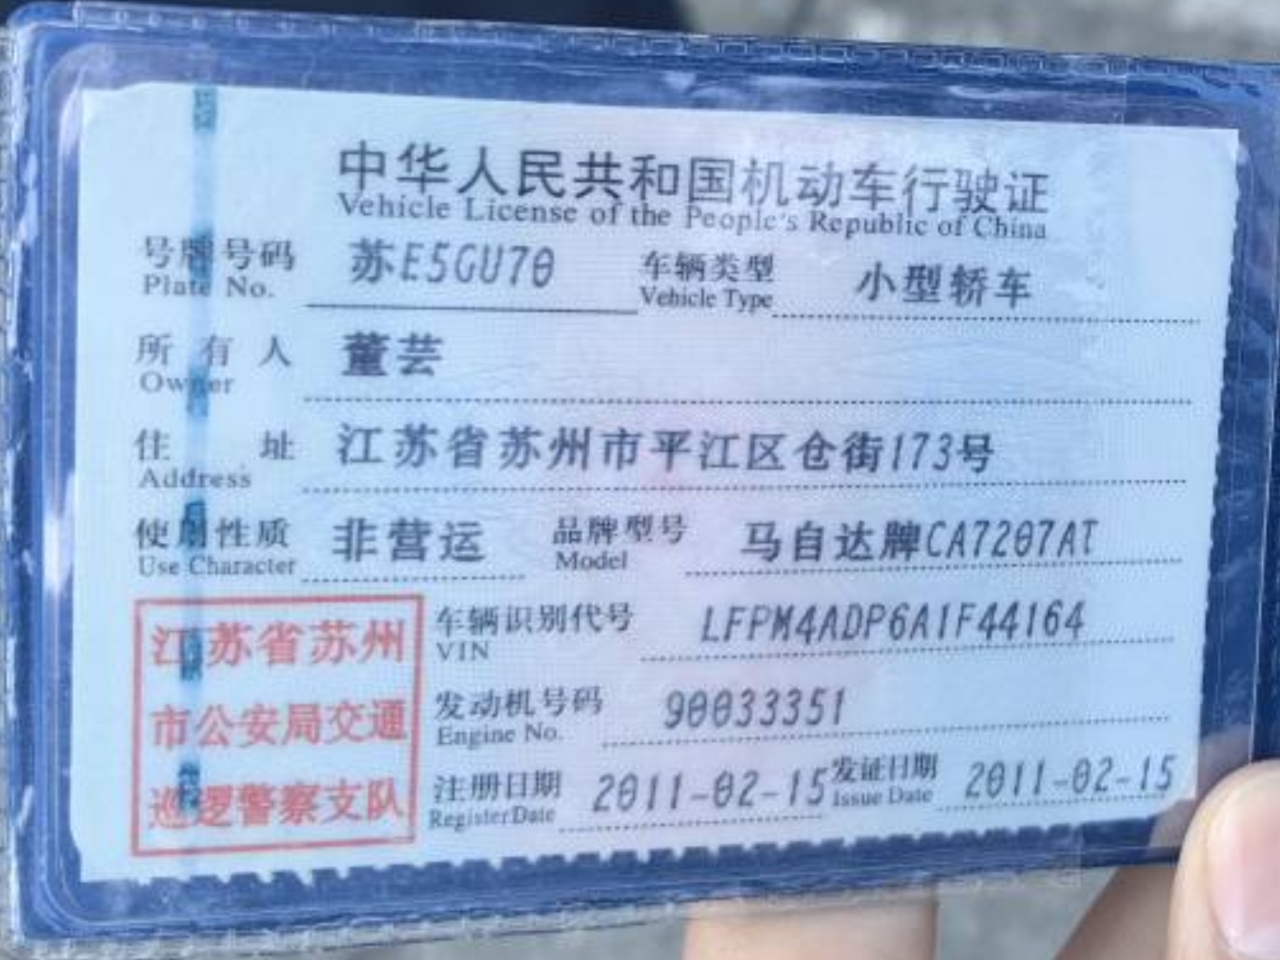 中华人民共和国机动车行驶证
Vehicle License of the People's Republic of China
号牌号码 苏E5GU70 车辆类型 小型轿车
Plate No. Vehicle Type
所有人 董芸
Owner
住址 江苏省苏州市平江区仓街173号
Address
使用性质 非营运 品牌型号 马自达牌CA7207AT
Use Character Model
车辆识别代号 LFPM4ADP6A1F44164
VIN
发动机号码 90033351
Engine No.
注册日期 2011-02-15 发证日期 2011-02-15
Register Date Issue Date
江苏省苏州
市公安局交通
巡逻警察支队